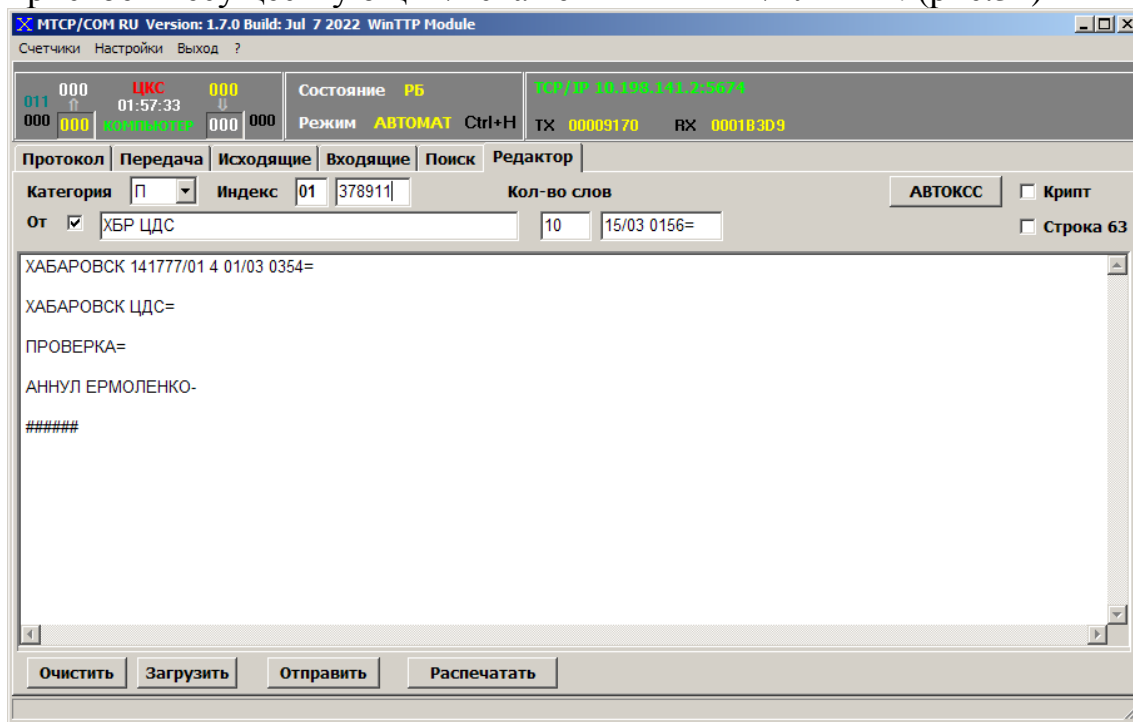 MTCP/COM RU Version: 1.7.0 Build: Jul 7 2022 WinTTP Module
Счетчики Настройки Выход ?
000 ЦКС 000 Состояние РБ TCP/IP 10.198.141.2:5674
011 01:57:33
000 000 КОМПЬЮТЕР 000 000 Режим АВТОМАТ Ctrl+H TX 00009170 RX 0001B3D9
Протокол Передача Исходящие Входящие Поиск Редактор
Категория П Индекс 01 378911 Кол-во слов АВТОКСС Крипт
От ХБР ЦДС 10 15/03 0156= Строка 63
ХАБАРОВСК 141777/01 4 01/03 0354=
ХАБАРОВСК ЦДС=
ПРОВЕРКА=
АННУЛ ЕРМОЛЕНКО-
######
Очистить Загрузить Отправить Распечатать